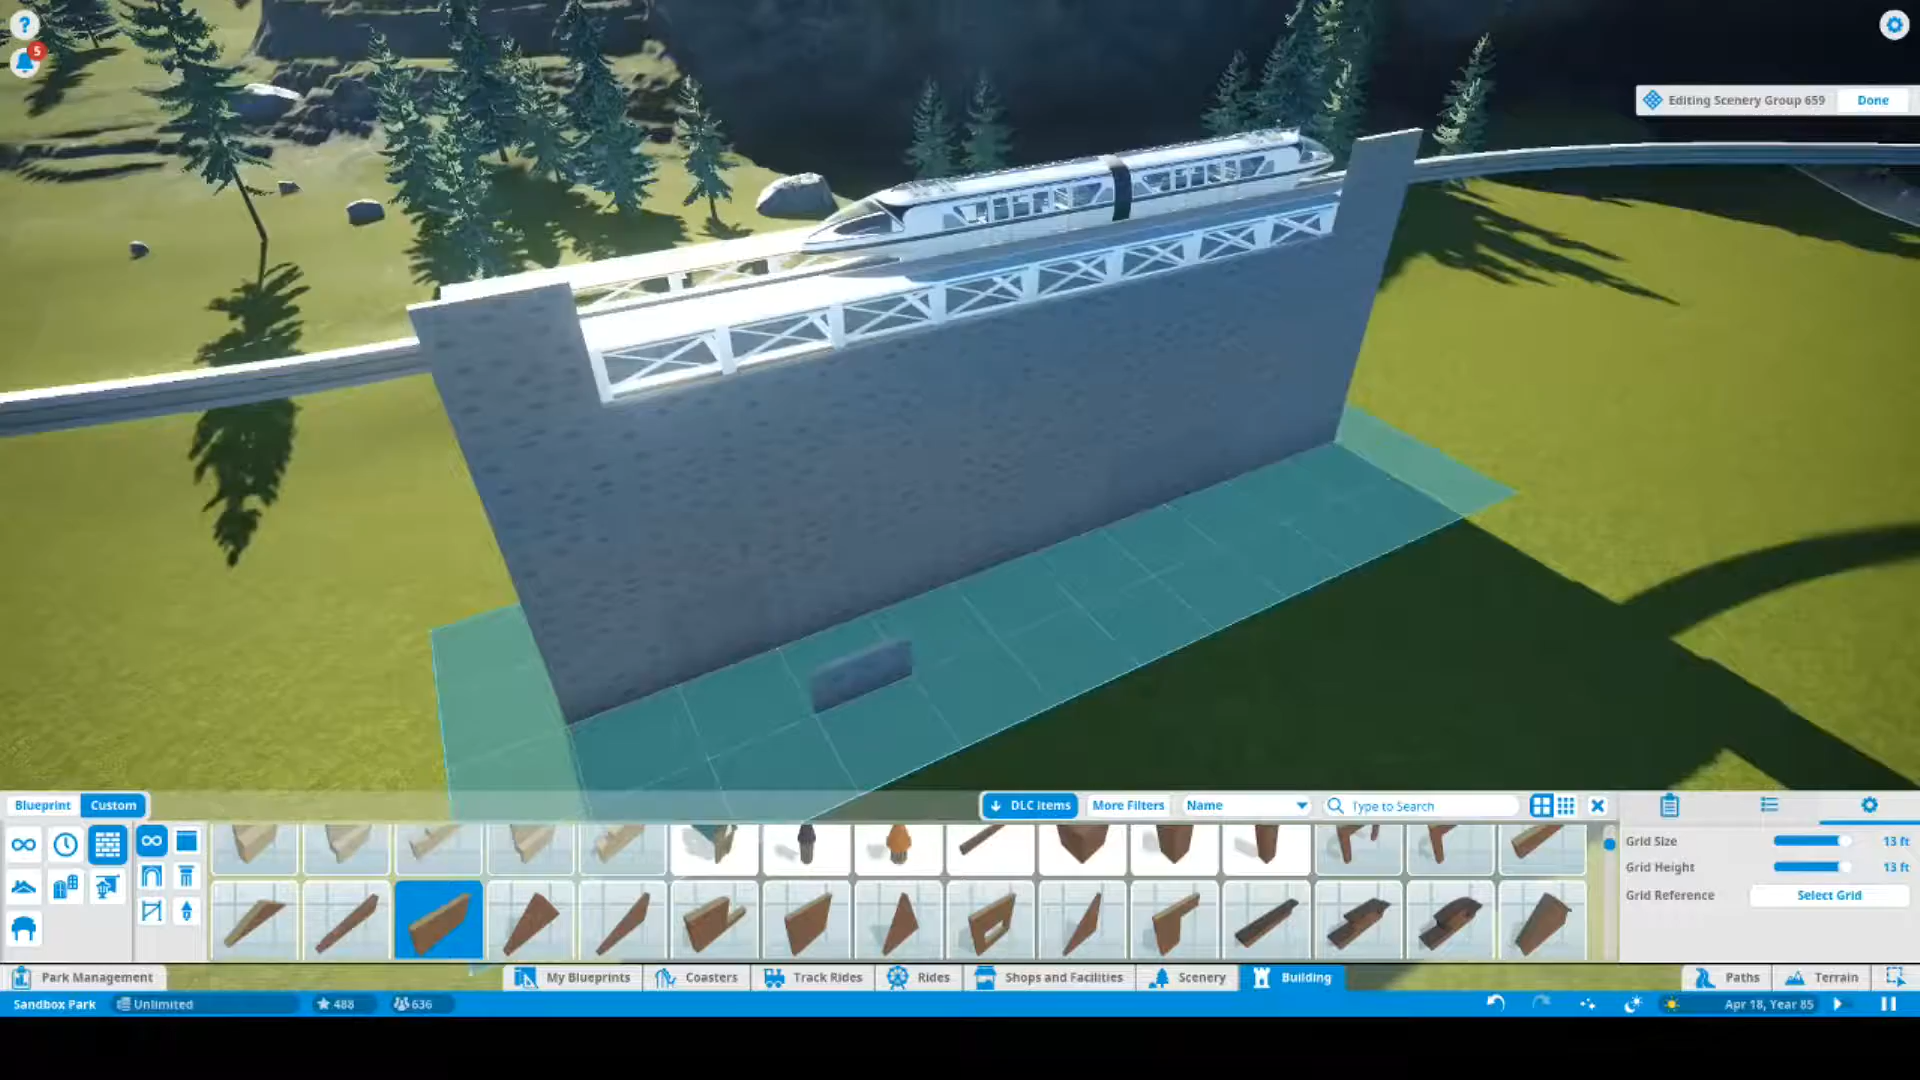 ?
5
Editing Scenery Group 659
Done
Blueprint
Custom
DLC items
More Filters
Name
Type to Search
Grid Size
13 ft
Grid Height
13 ft
Grid Reference
Select Grid
Park Management
My Blueprints
Coasters
Track Rides
Rides
Shops and Facilities
Scenery
Building
Paths
Terrain
Sandbox Park
Unlimited
488
636
Apr 18, Year 85